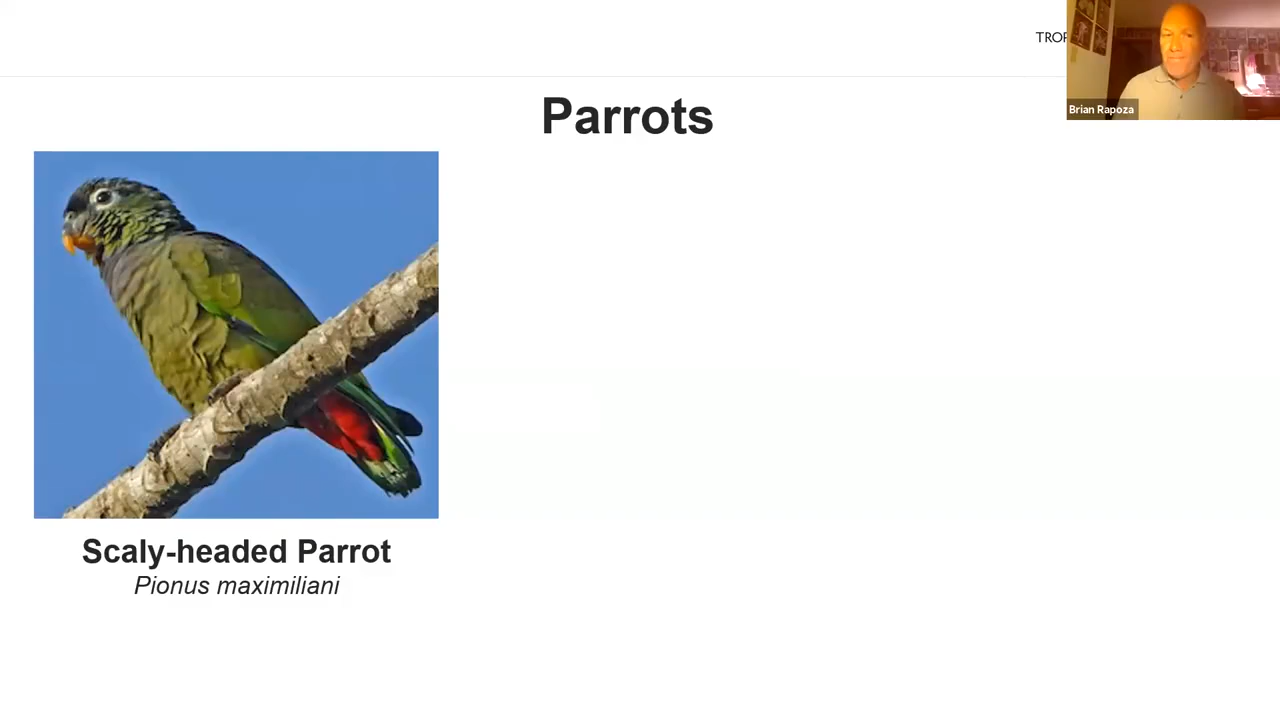 Brian Rapoza
Parrots
Scaly-headed Parrot
Pionus maximiliani